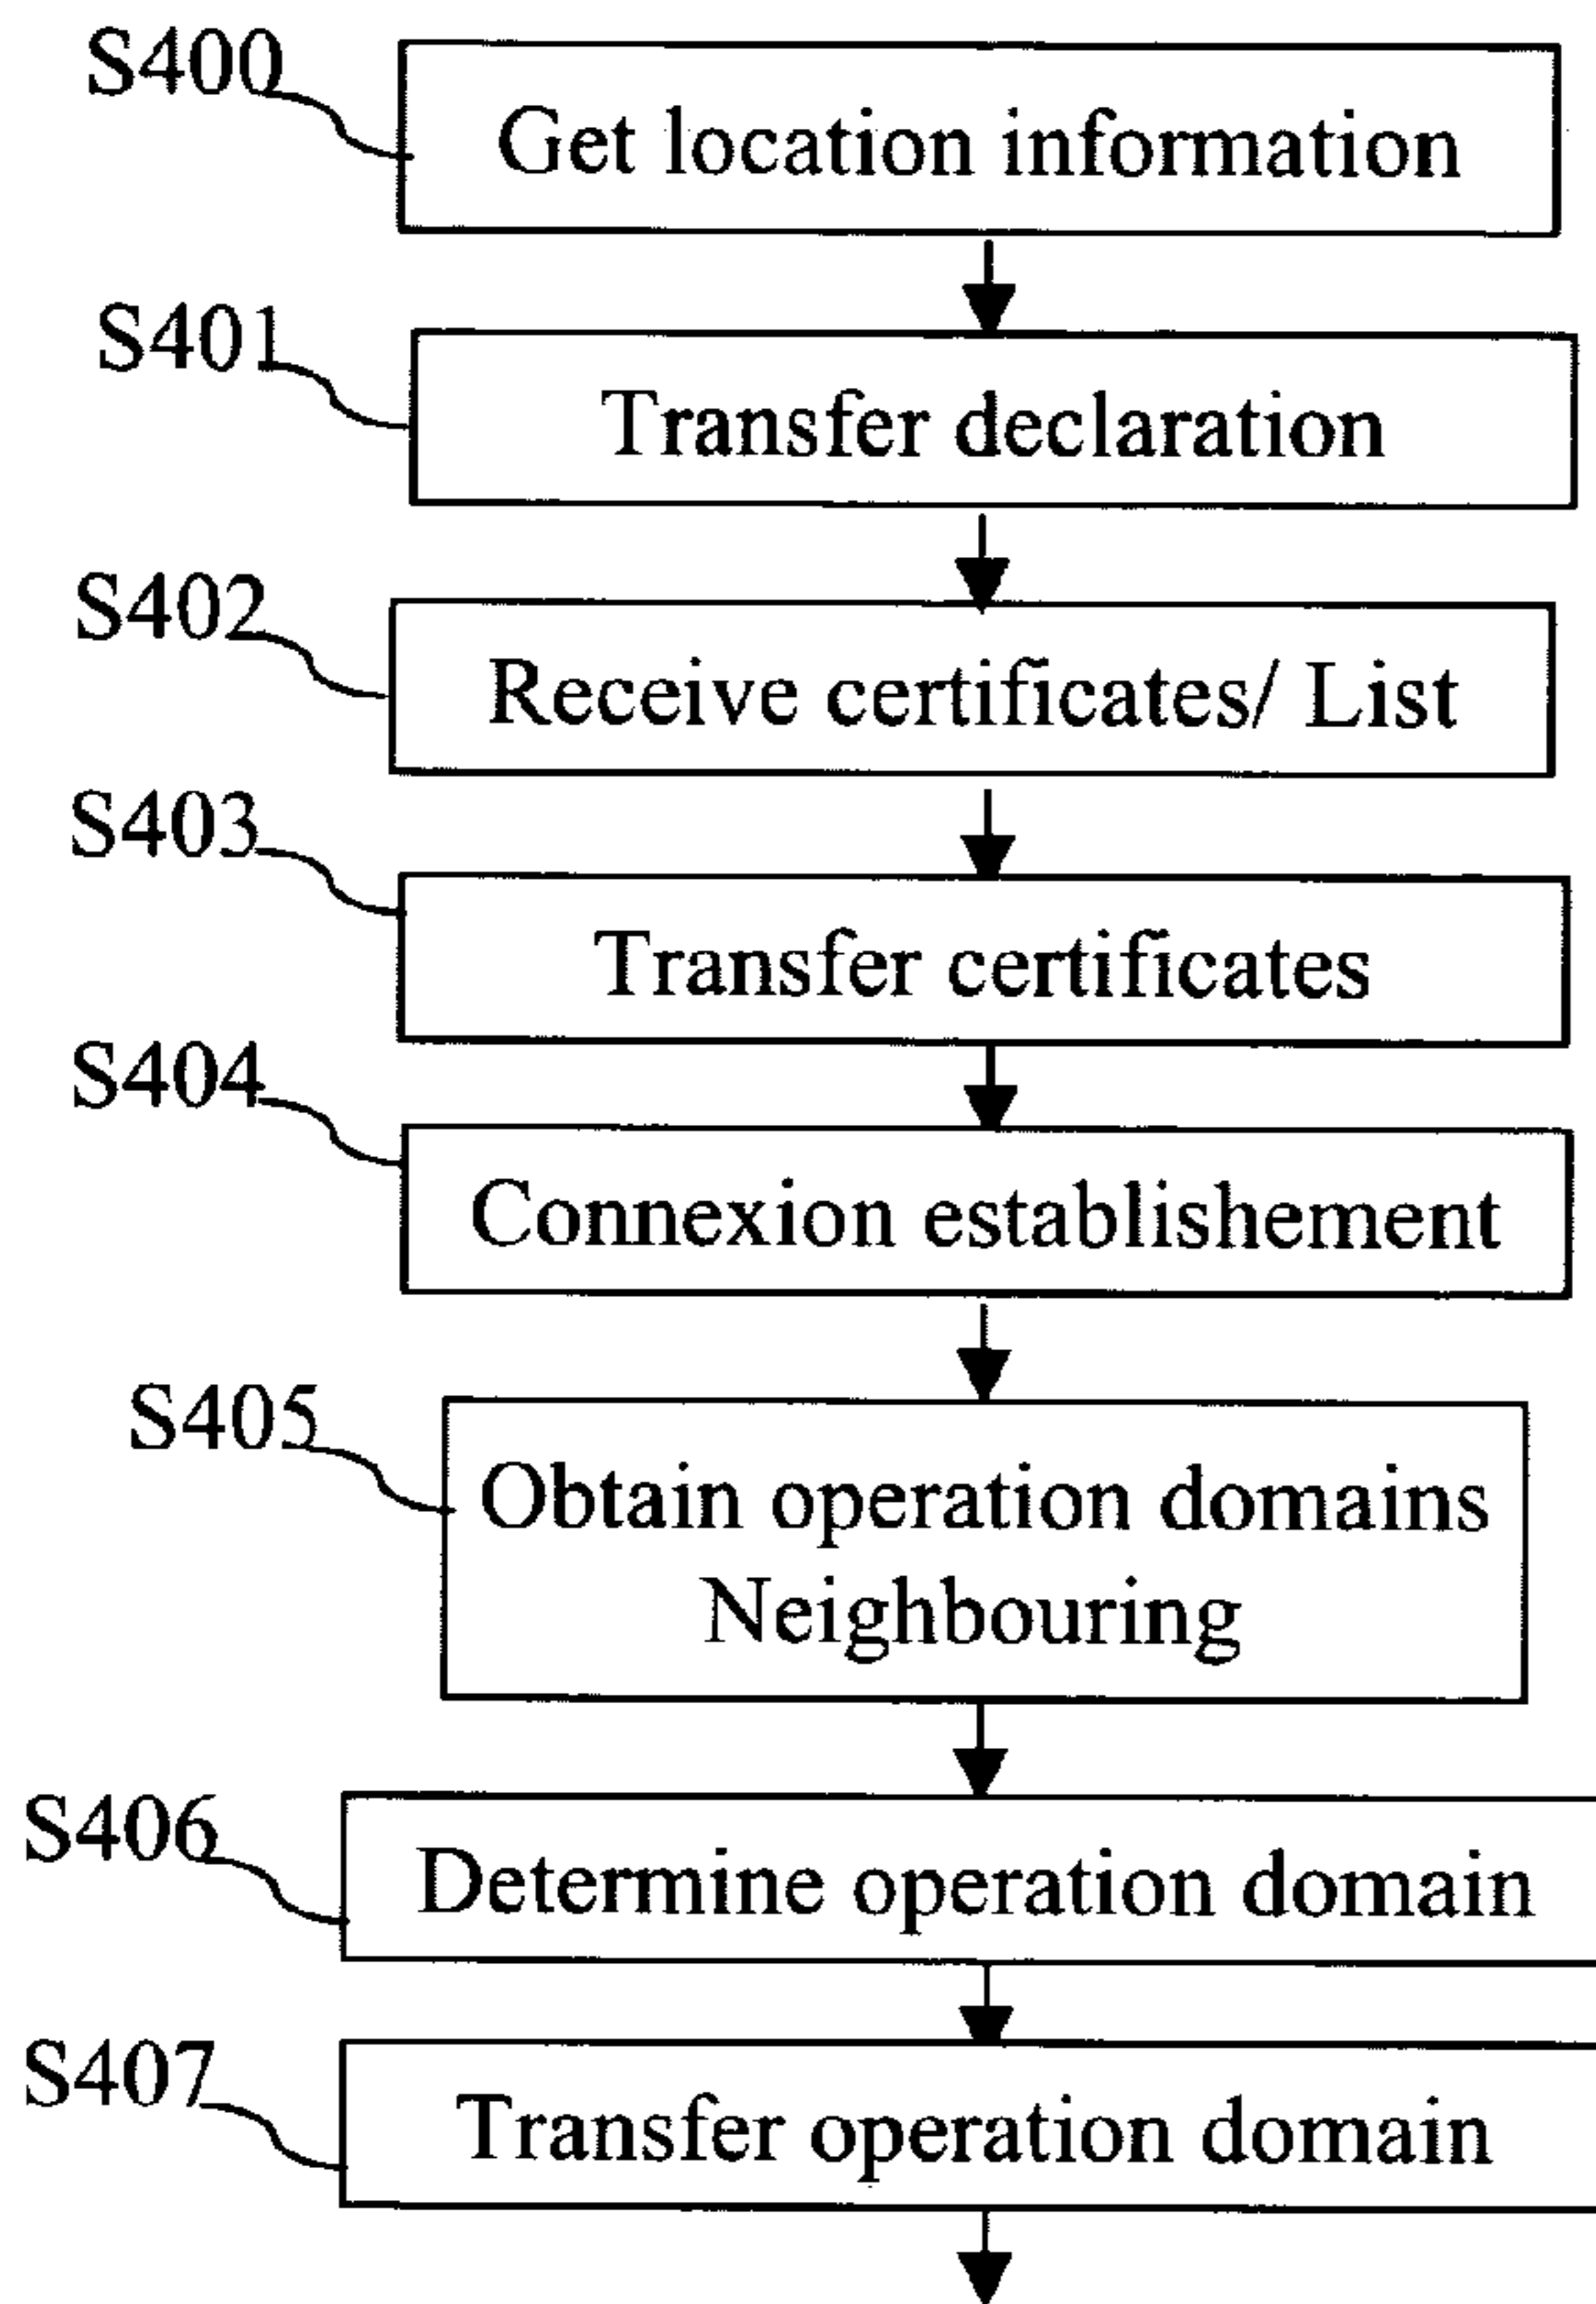 S400
Get location information
S401
Transfer declaration
S402
Receive certificates/ List
S403
Transfer certificates
S404
Connexion establishement
S405
Obtain operation domains
Neighbouring
S406
Determine operation domain
S407
Transfer operation domain